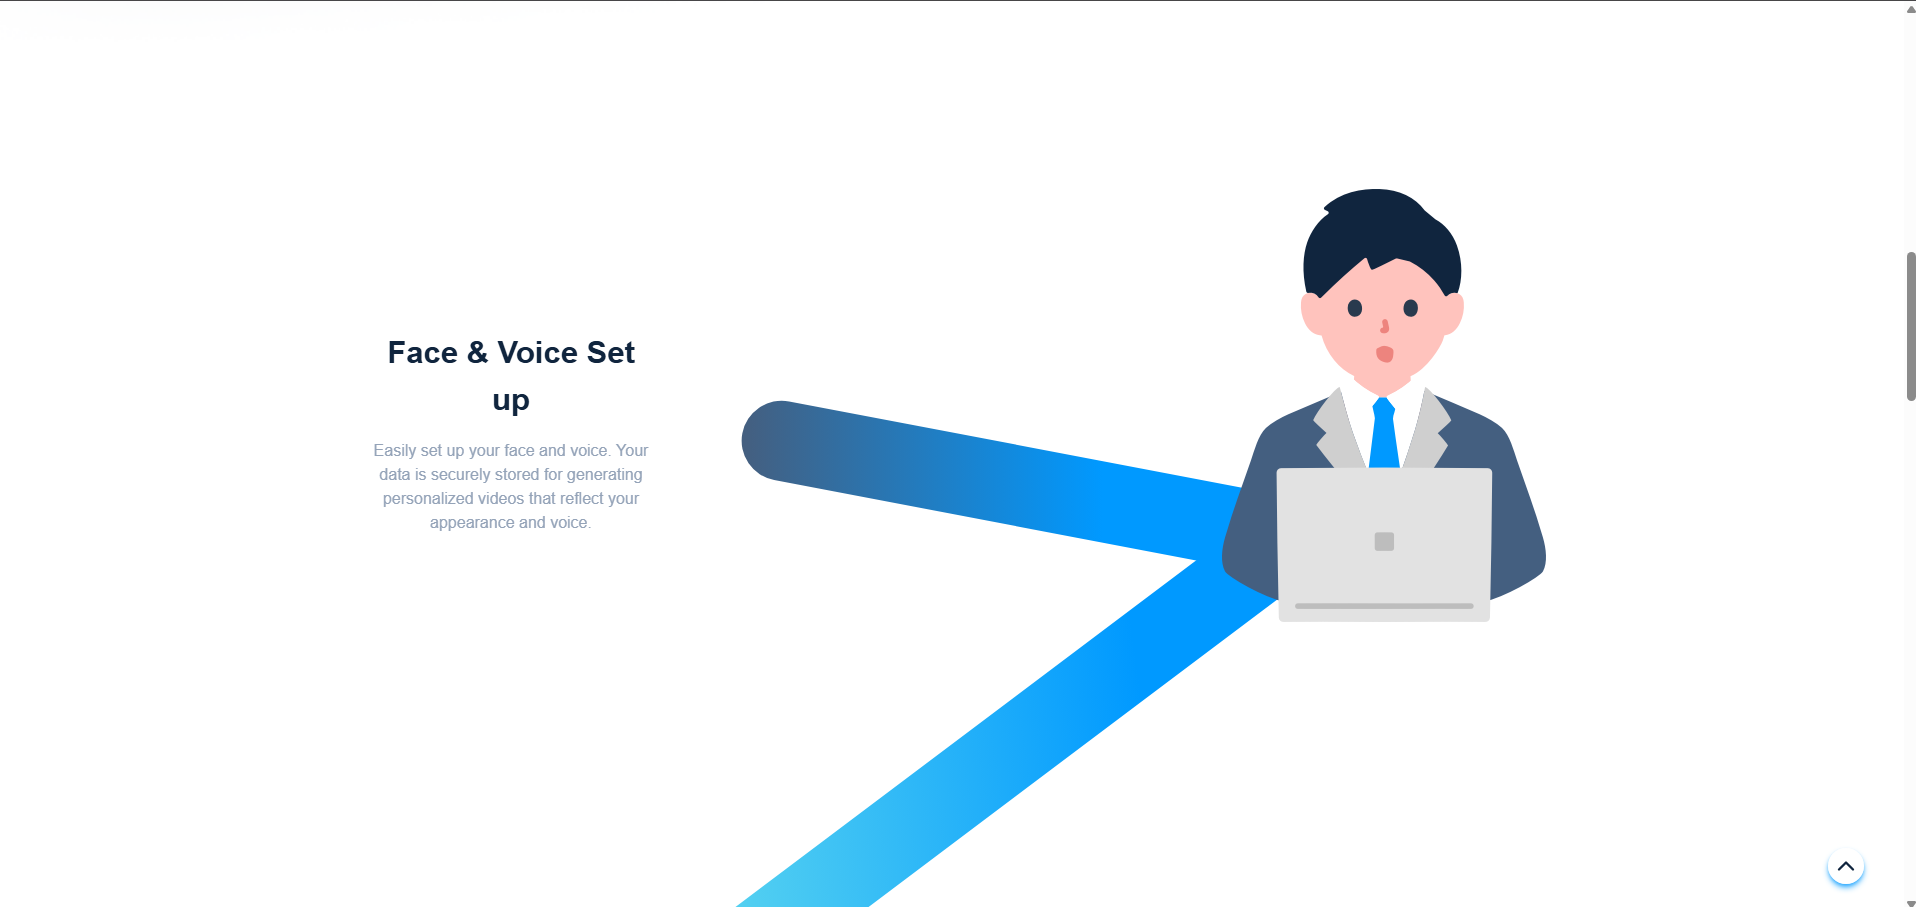 Face & Voice Set
up
Easily set up your face and voice. Your
data is securely stored for generating
personalized videos that reflect your
appearance and voice.